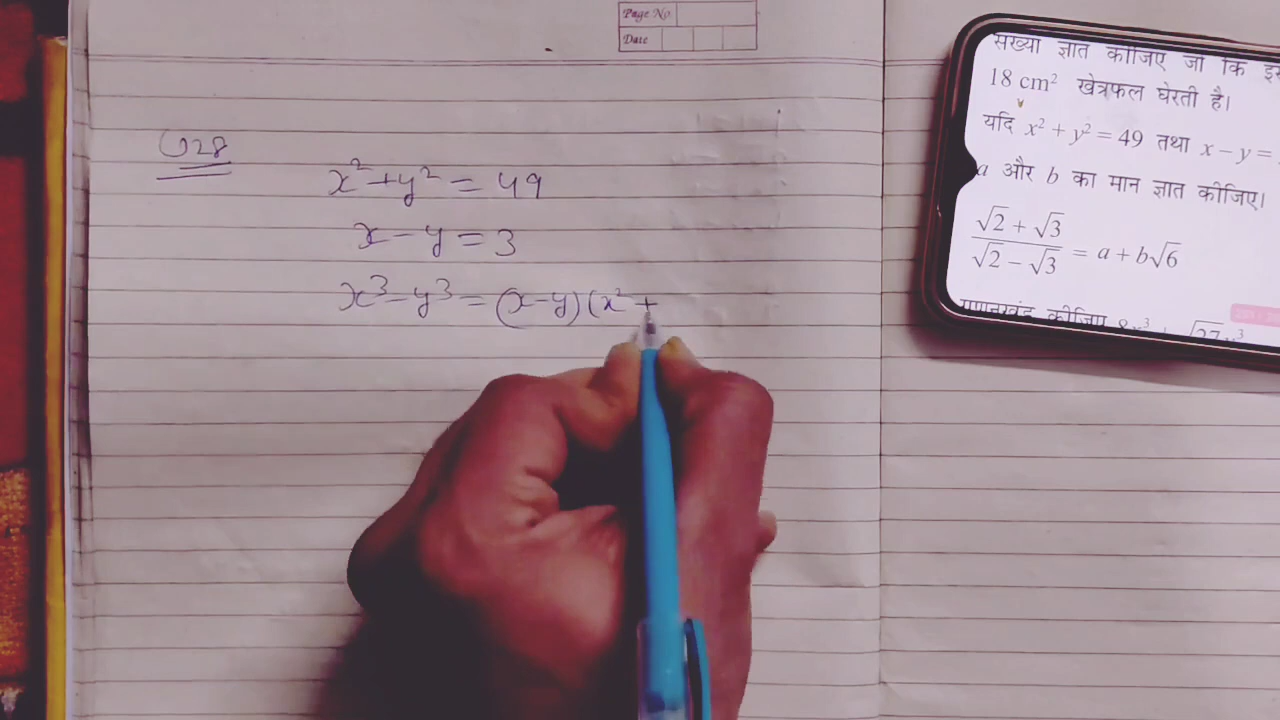 Page No
Date
Q28
x² + y² = 49
x - y = 3
x³ - y³ = (x - y)(x² +
संख्या ज्ञात कीजिए जो कि
18 cm² खेत्रफल घेरती है।
यदि x² + y² = 49 तथा x - y =
a और b का मान ज्ञात कीजिए।
(√2 + √3)/(√2 - √3) = a + b√6
गुणनखंड कीजिए